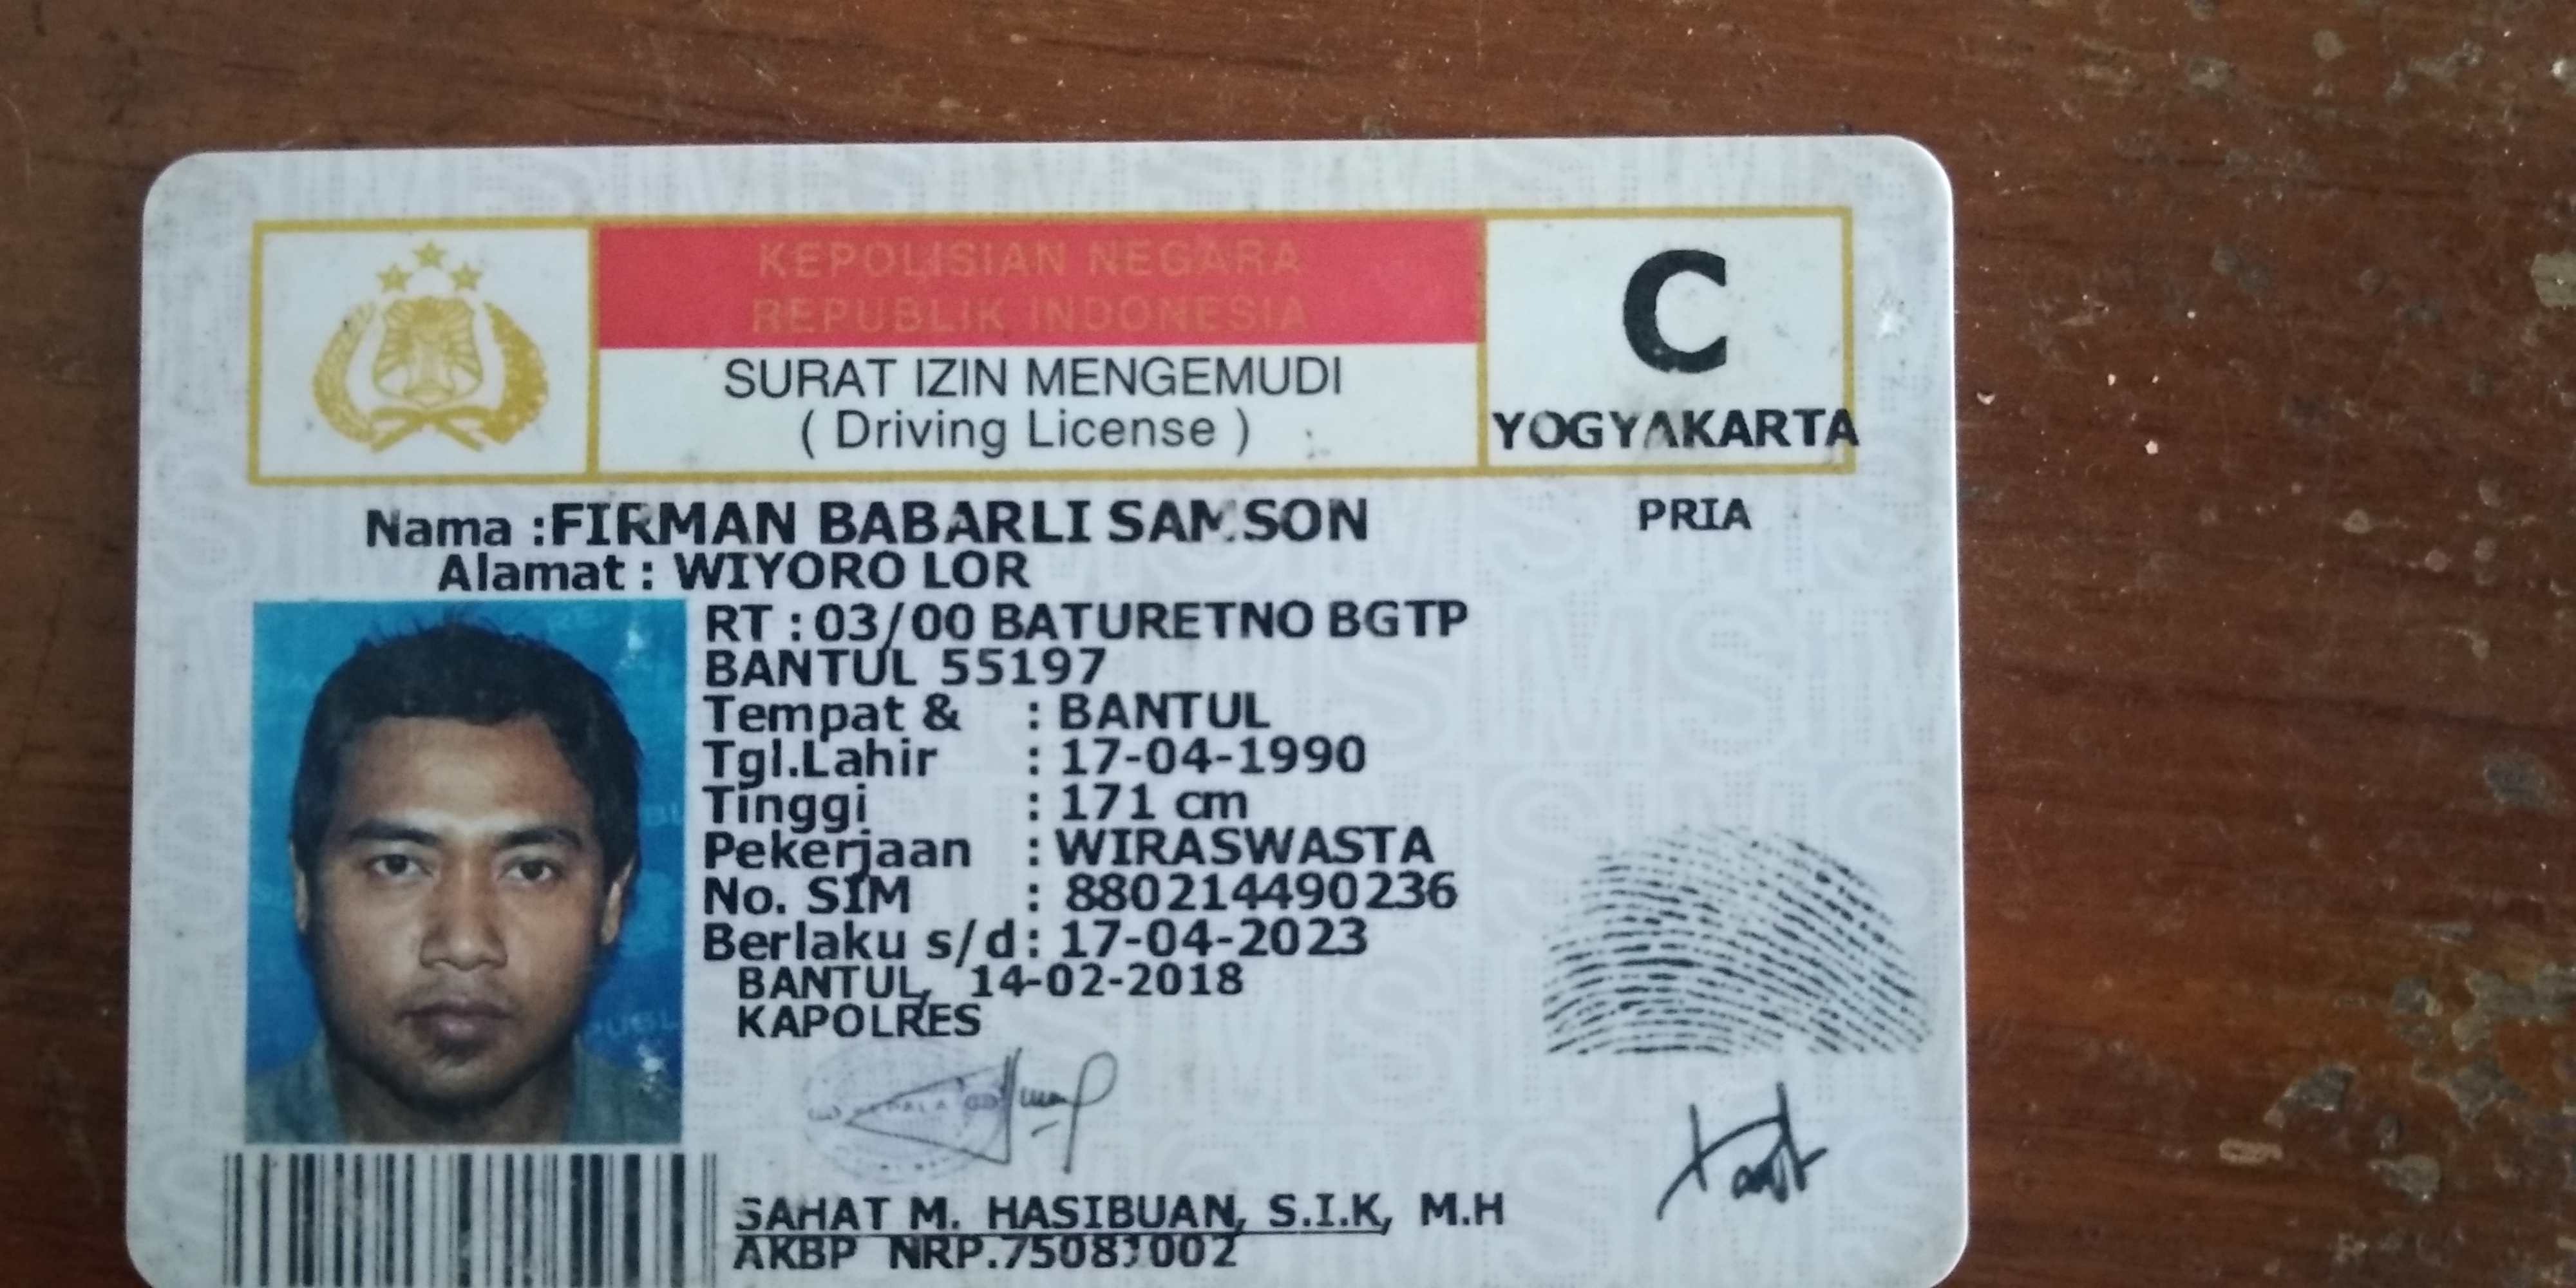 KEPOLISIAN NEGARA
REPUBLIK INDONESIA
SURAT IZIN MENGEMUDI
( Driving License )
C
YOGYAKARTA
Nama : FIRMAN BABARLI SAMSON
PRIA
Alamat : WIYORO LOR
RT : 03/00 BATURETNO BGTP
BANTUL 55197
Tempat & : BANTUL
Tgl.Lahir : 17-04-1990
Tinggi : 171 cm
Pekerjaan : WIRASWASTA
No. SIM : 880214490236
Berlaku s/d : 17-04-2023
BANTUL, 14-02-2018
KAPOLRES
SAHAT M. HASIBUAN, S.I.K, M.H
AKBP NRP.75081002